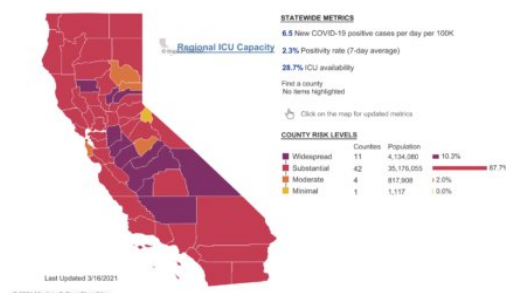 STATEWIDE METRICS
6.5 New COVID-19 positive cases per day per 100K
Regional ICU Capacity
2.3% Positivity rate (7-day average)
28.7% ICU availability
Find a county
No items highlighted
Click on the map for updated metrics
COUNTY RISK LEVELS
Counties Population
Widespread 11 4,134,080 10.3%
Substantial 42 35,176,055 87.7%
Moderate 4 817,908 2.0%
Minimal 1 1,117 0.0%
Last Updated 3/16/2021